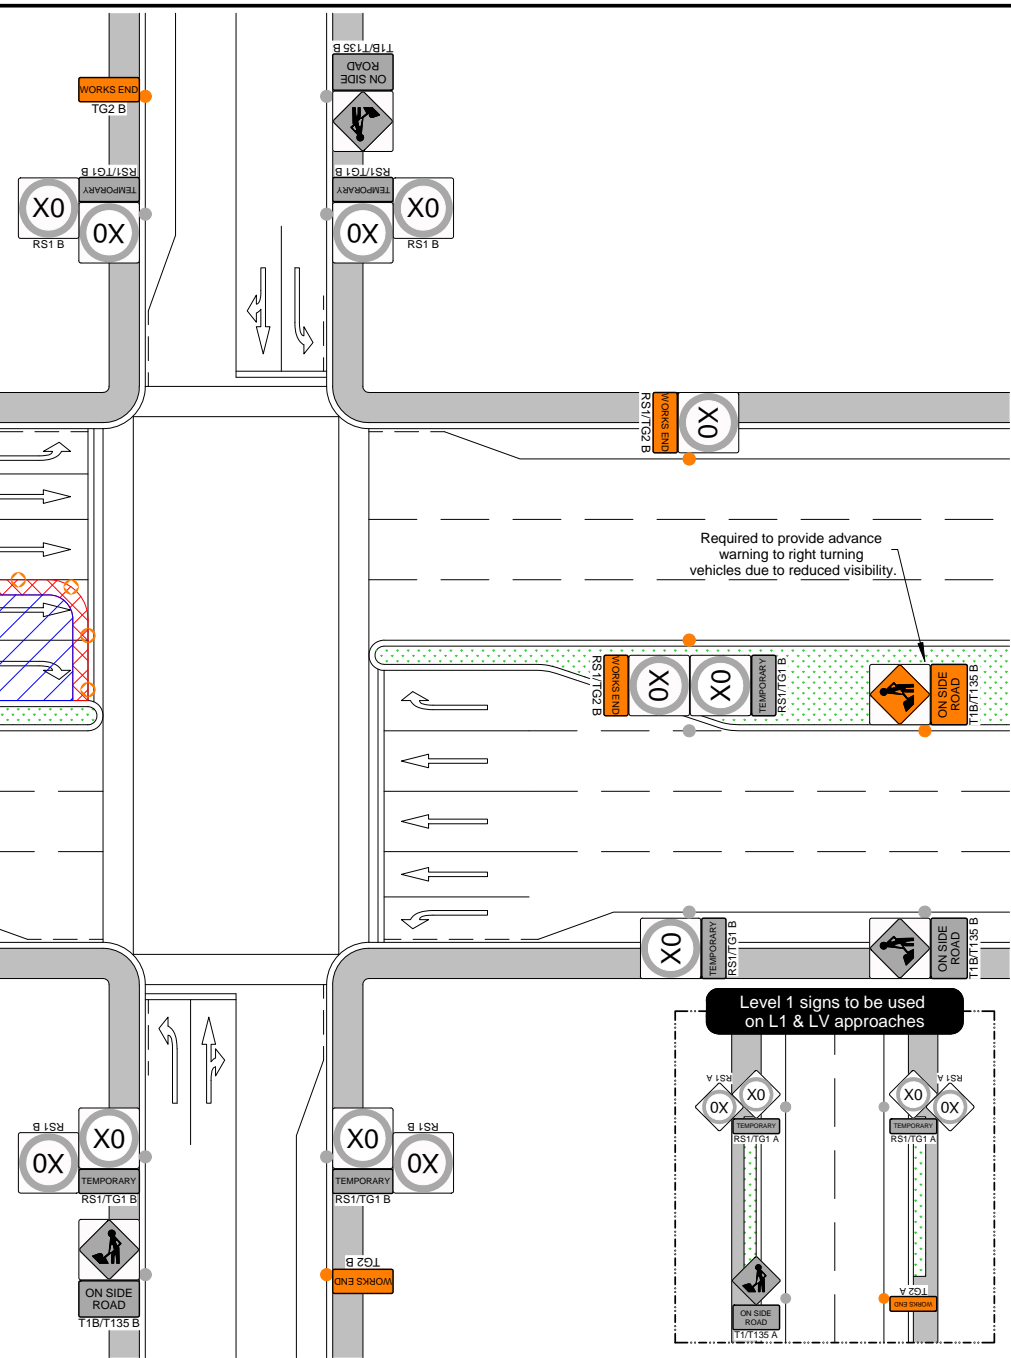 T1B/T135 B
ON SIDE
ROAD
WORKS END
TG2 B
RS1/TG1 B
TEMPORARY
X0
RS1 B
0X
RS1/TG1 B
TEMPORARY
0X
X0
RS1 B
WORKS END
RS1/TG2 B
0X
Required to provide advance
warning to right turning
vehicles due to reduced visibility.
RS1/TG2 B
WORKS END
0X
X0
TEMPORARY
RS1/TG1 B
ON SIDE
ROAD
T1B/T135 B
X0
TEMPORARY
RS1/TG1 B
ON SIDE
ROAD
T1B/T135 B
Level 1 signs to be used
on L1 & LV approaches
RS1 A
0X
X0
TEMPORARY
RS1/TG1 A
RS1 A
X0
0X
TEMPORARY
RS1/TG1 A
ON SIDE
ROAD
T1/T135 A
TG2 A
WORKS END
RS1 B
0X
X0
TEMPORARY
RS1/TG1 B
ON SIDE
ROAD
T1B/T135 B
RS1 B
X0
0X
TEMPORARY
RS1/TG1 B
TG2 B
WORKS END